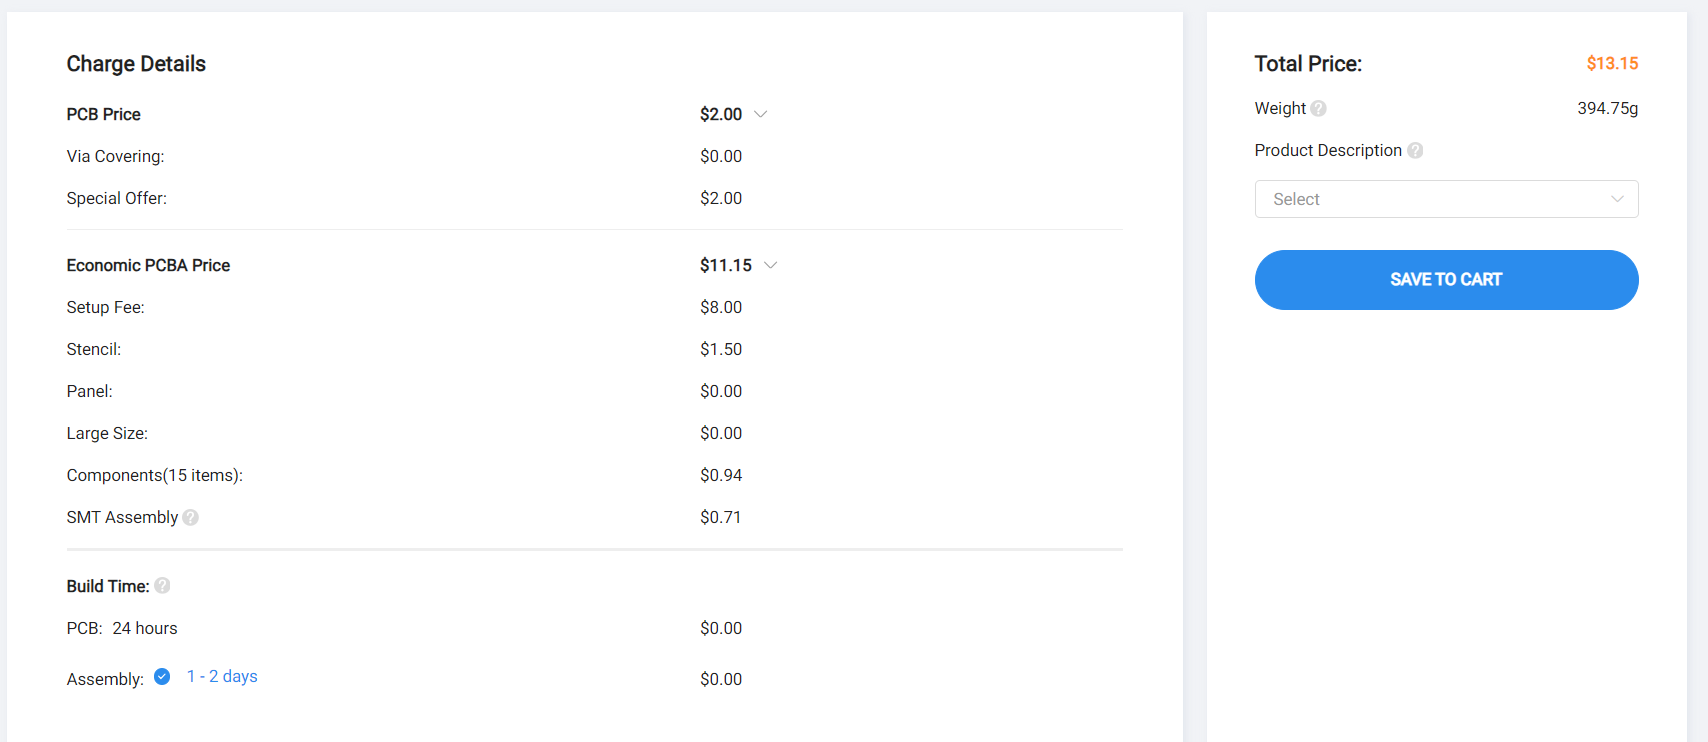 Charge Details
PCB Price $2.00
Via Covering: $0.00
Special Offer: $2.00
Economic PCBA Price $11.15
Setup Fee: $8.00
Stencil: $1.50
Panel: $0.00
Large Size: $0.00
Components(15 items): $0.94
SMT Assembly ? $0.71
Build Time: ?
PCB: 24 hours $0.00
Assembly: 1 - 2 days $0.00
Total Price: $13.15
Weight ? 394.75g
Product Description ?
Select
SAVE TO CART